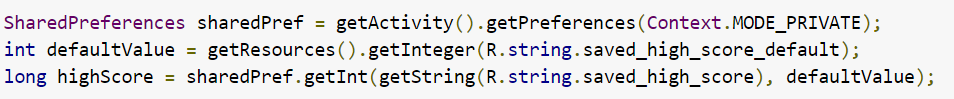 SharedPreferences sharedPref = getActivity().getPreferences(Context.MODE_PRIVATE);
int defaultValue = getResources().getInteger(R.string.saved_high_score_default);
long highScore = sharedPref.getInt(getString(R.string.saved_high_score), defaultValue);